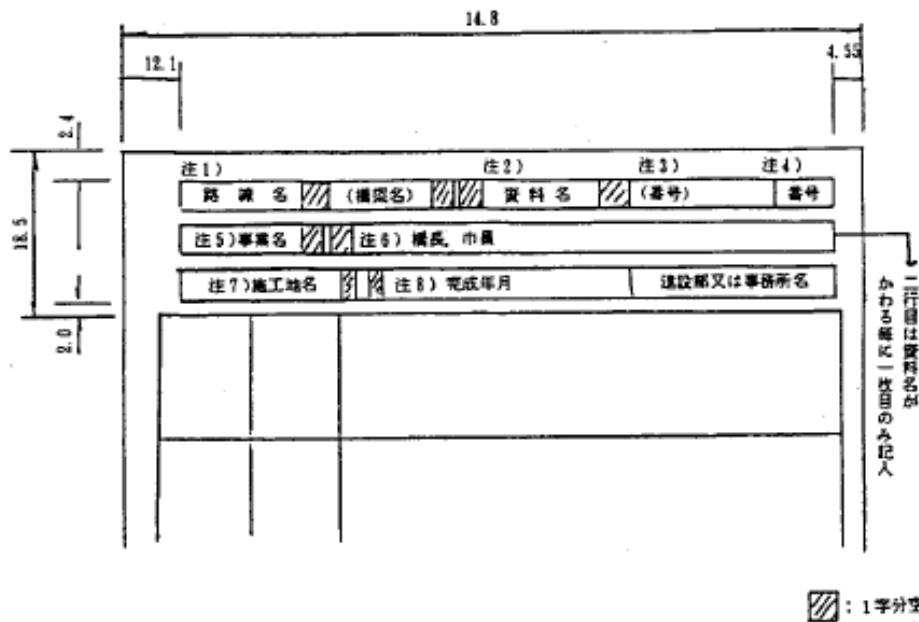 14.8
12.1
4.55
2.4
18.5
2.0
注1)
注2)
注3)
注4)
路線名
(橋梁名)
資料名
(番号)
番号
注5)事業名
注6)橋長，巾員
注7)施工地名
注8)完成年月
建設部又は事務所名
二行目は資料名が
かわる毎に一枚目のみ記入
：1字分空